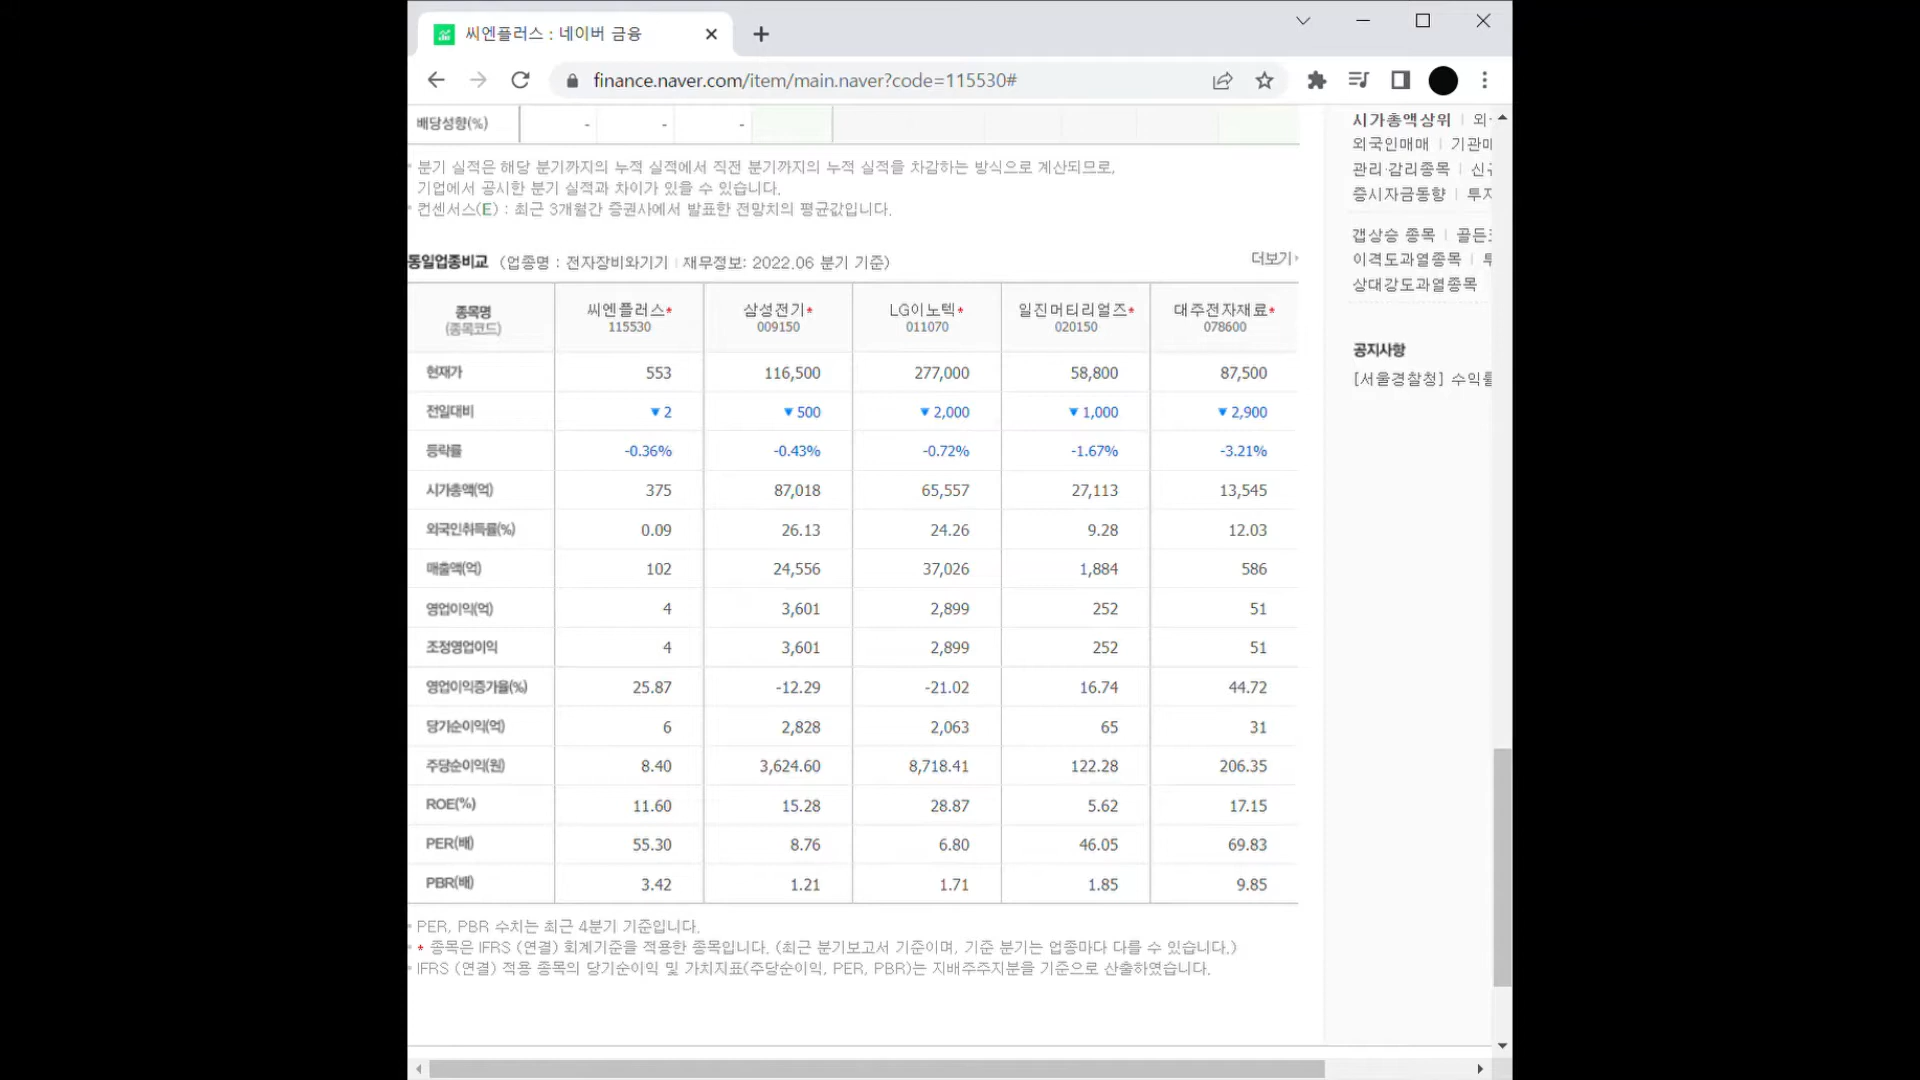 씨엔플러스 : 네이버 금융
finance.naver.com/item/main.naver?code=115530#
배당성향(%) - - -
* 분기 실적은 해당 분기까지의 누적 실적에서 직전 분기까지의 누적 실적을 차감하는 방식으로 계산되므로,
기업에서 공시한 분기 실적과 차이가 있을 수 있습니다.
* 컨센서스(E) : 최근 3개월간 증권사에서 발표한 전망치의 평균값입니다.
동일업종비교 (업종명 : 전자장비와기기 | 재무정보: 2022.06 분기 기준) 더보기
종목명 씨엔플러스* 삼성전기* LG이노텍* 일진머티리얼즈* 대주전자재료*
(종목코드) 115530 009150 011070 020150 078600
현재가 553 116,500 277,000 58,800 87,500
전일대비 ▼2 ▼500 ▼2,000 ▼1,000 ▼2,900
등락률 -0.36% -0.43% -0.72% -1.67% -3.21%
시가총액(억) 375 87,018 65,557 27,113 13,545
외국인취득률(%) 0.09 26.13 24.26 9.28 12.03
매출액(억) 102 24,556 37,026 1,884 586
영업이익(억) 4 3,601 2,899 252 51
조정영업이익 4 3,601 2,899 252 51
영업이익증가율(%) 25.87 -12.29 -21.02 16.74 44.72
당기순이익(억) 6 2,828 2,063 65 31
주당순이익(원) 8.40 3,624.60 8,718.41 122.28 206.35
ROE(%) 11.60 15.28 28.87 5.62 17.15
PER(배) 55.30 8.76 6.80 46.05 69.83
PBR(배) 3.42 1.21 1.71 1.85 9.85
* PER, PBR 수치는 최근 4분기 기준입니다.
* * 종목은 IFRS (연결) 회계기준을 적용한 종목입니다. (최근 분기보고서 기준이며, 기준 분기는 업종마다 다를 수 있습니다.)
* IFRS (연결) 적용 종목의 당기순이익 및 가치지표(주당순이익, PER, PBR)는 지배주주지분을 기준으로 산출하였습니다.
시가총액상위 | 외
외국인매매 | 기관
관리·감리종목 | 신
증시자금동향 | 투
갭상승 종목 | 골든
이격도과열종목 | 투
상대강도과열종목
공지사항
[서울경찰청] 수익